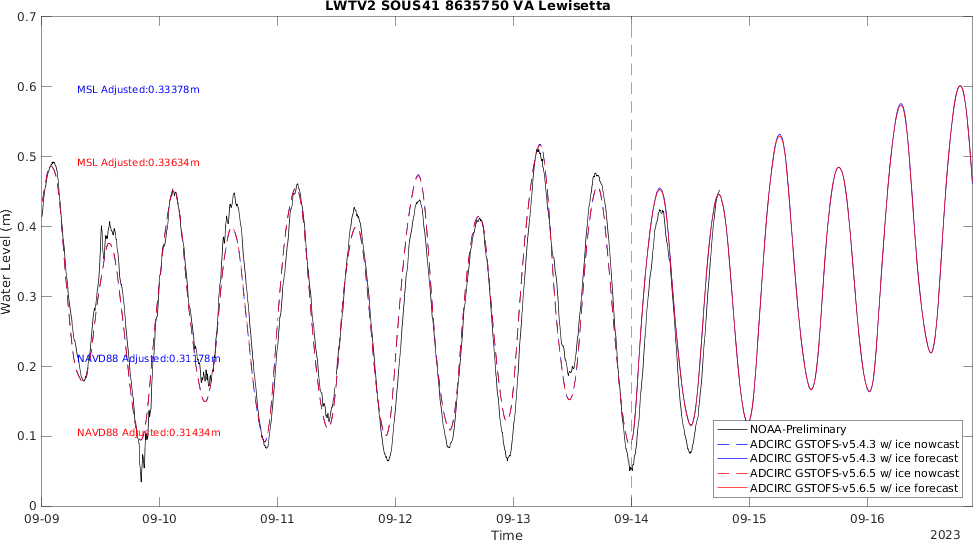 LWTV2 SOUS41 8635750 VA Lewisetta
0.7
0.6
0.5
0.4
0.3
0.2
0.1
0
Water Level (m)
MSL Adjusted:0.33378m
MSL Adjusted:0.33634m
NAVD88 Adjusted:0.31178m
NAVD88 Adjusted:0.31434m
NOAA-Preliminary
ADCIRC GSTOFS-v5.4.3 w/ ice nowcast
ADCIRC GSTOFS-v5.4.3 w/ ice forecast
ADCIRC GSTOFS-v5.6.5 w/ ice nowcast
ADCIRC GSTOFS-v5.6.5 w/ ice forecast
09-09 09-10 09-11 09-12 09-13 09-14 09-15 09-16
Time
2023